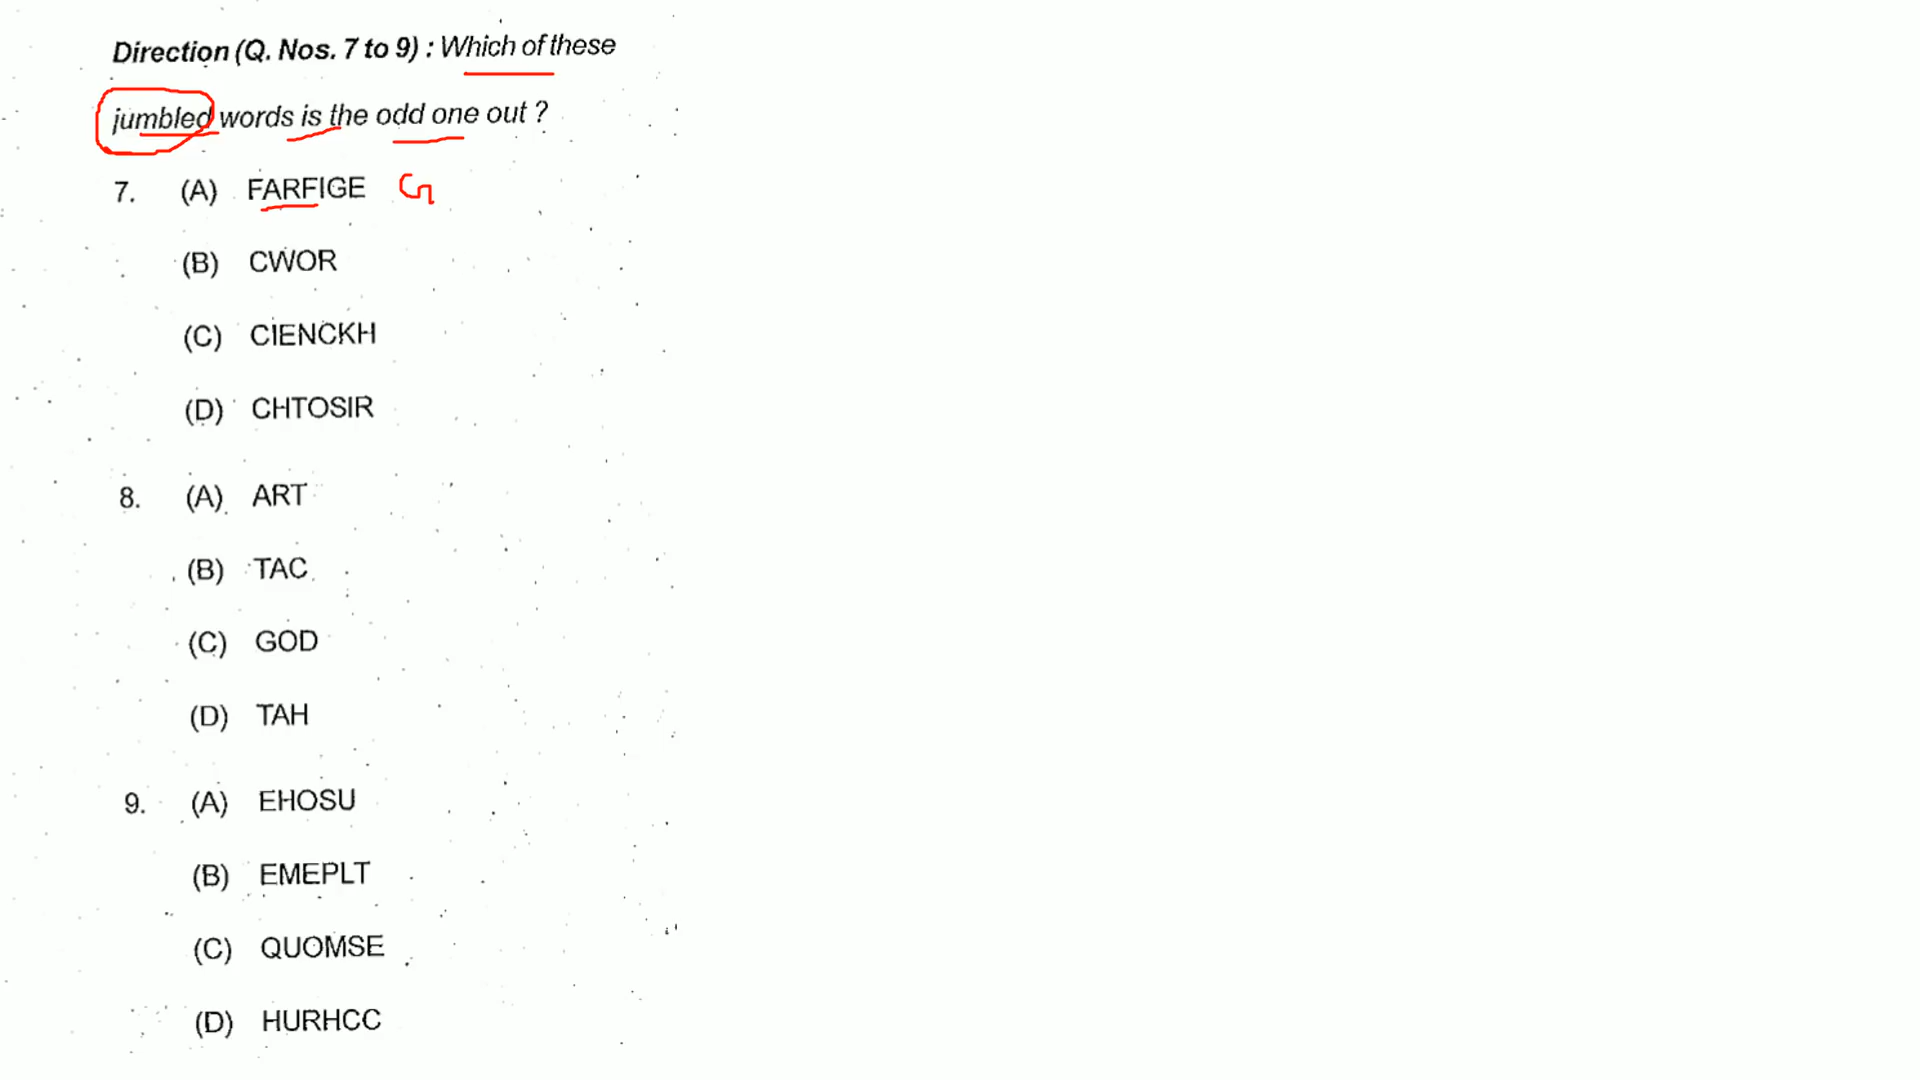 Direction (Q. Nos. 7 to 9) : Which of these
jumbled words is the odd one out ?
7. (A) FARFIGE G
(B) CWOR
(C) CIENCKH
(D) CHTOSIR
8. (A) ART
(B) TAC
(C) GOD
(D) TAH
9. (A) EHOSU
(B) EMEPLT
(C) QUOMSE
(D) HURHCC